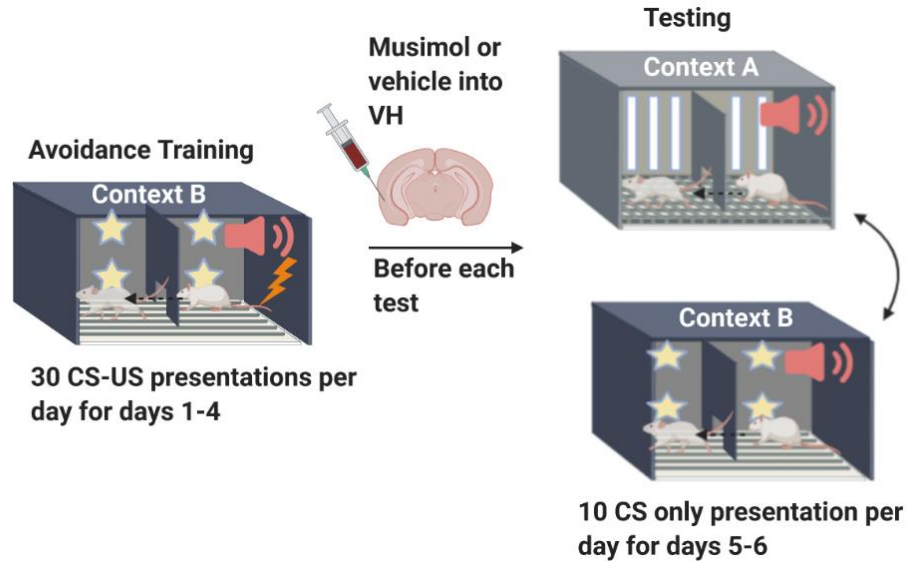 Avoidance Training
Context B
30 CS-US presentations per
day for days 1-4
Musimol or
vehicle into
VH
Before each
test
Testing
Context A
Context B
10 CS only presentation per
day for days 5-6